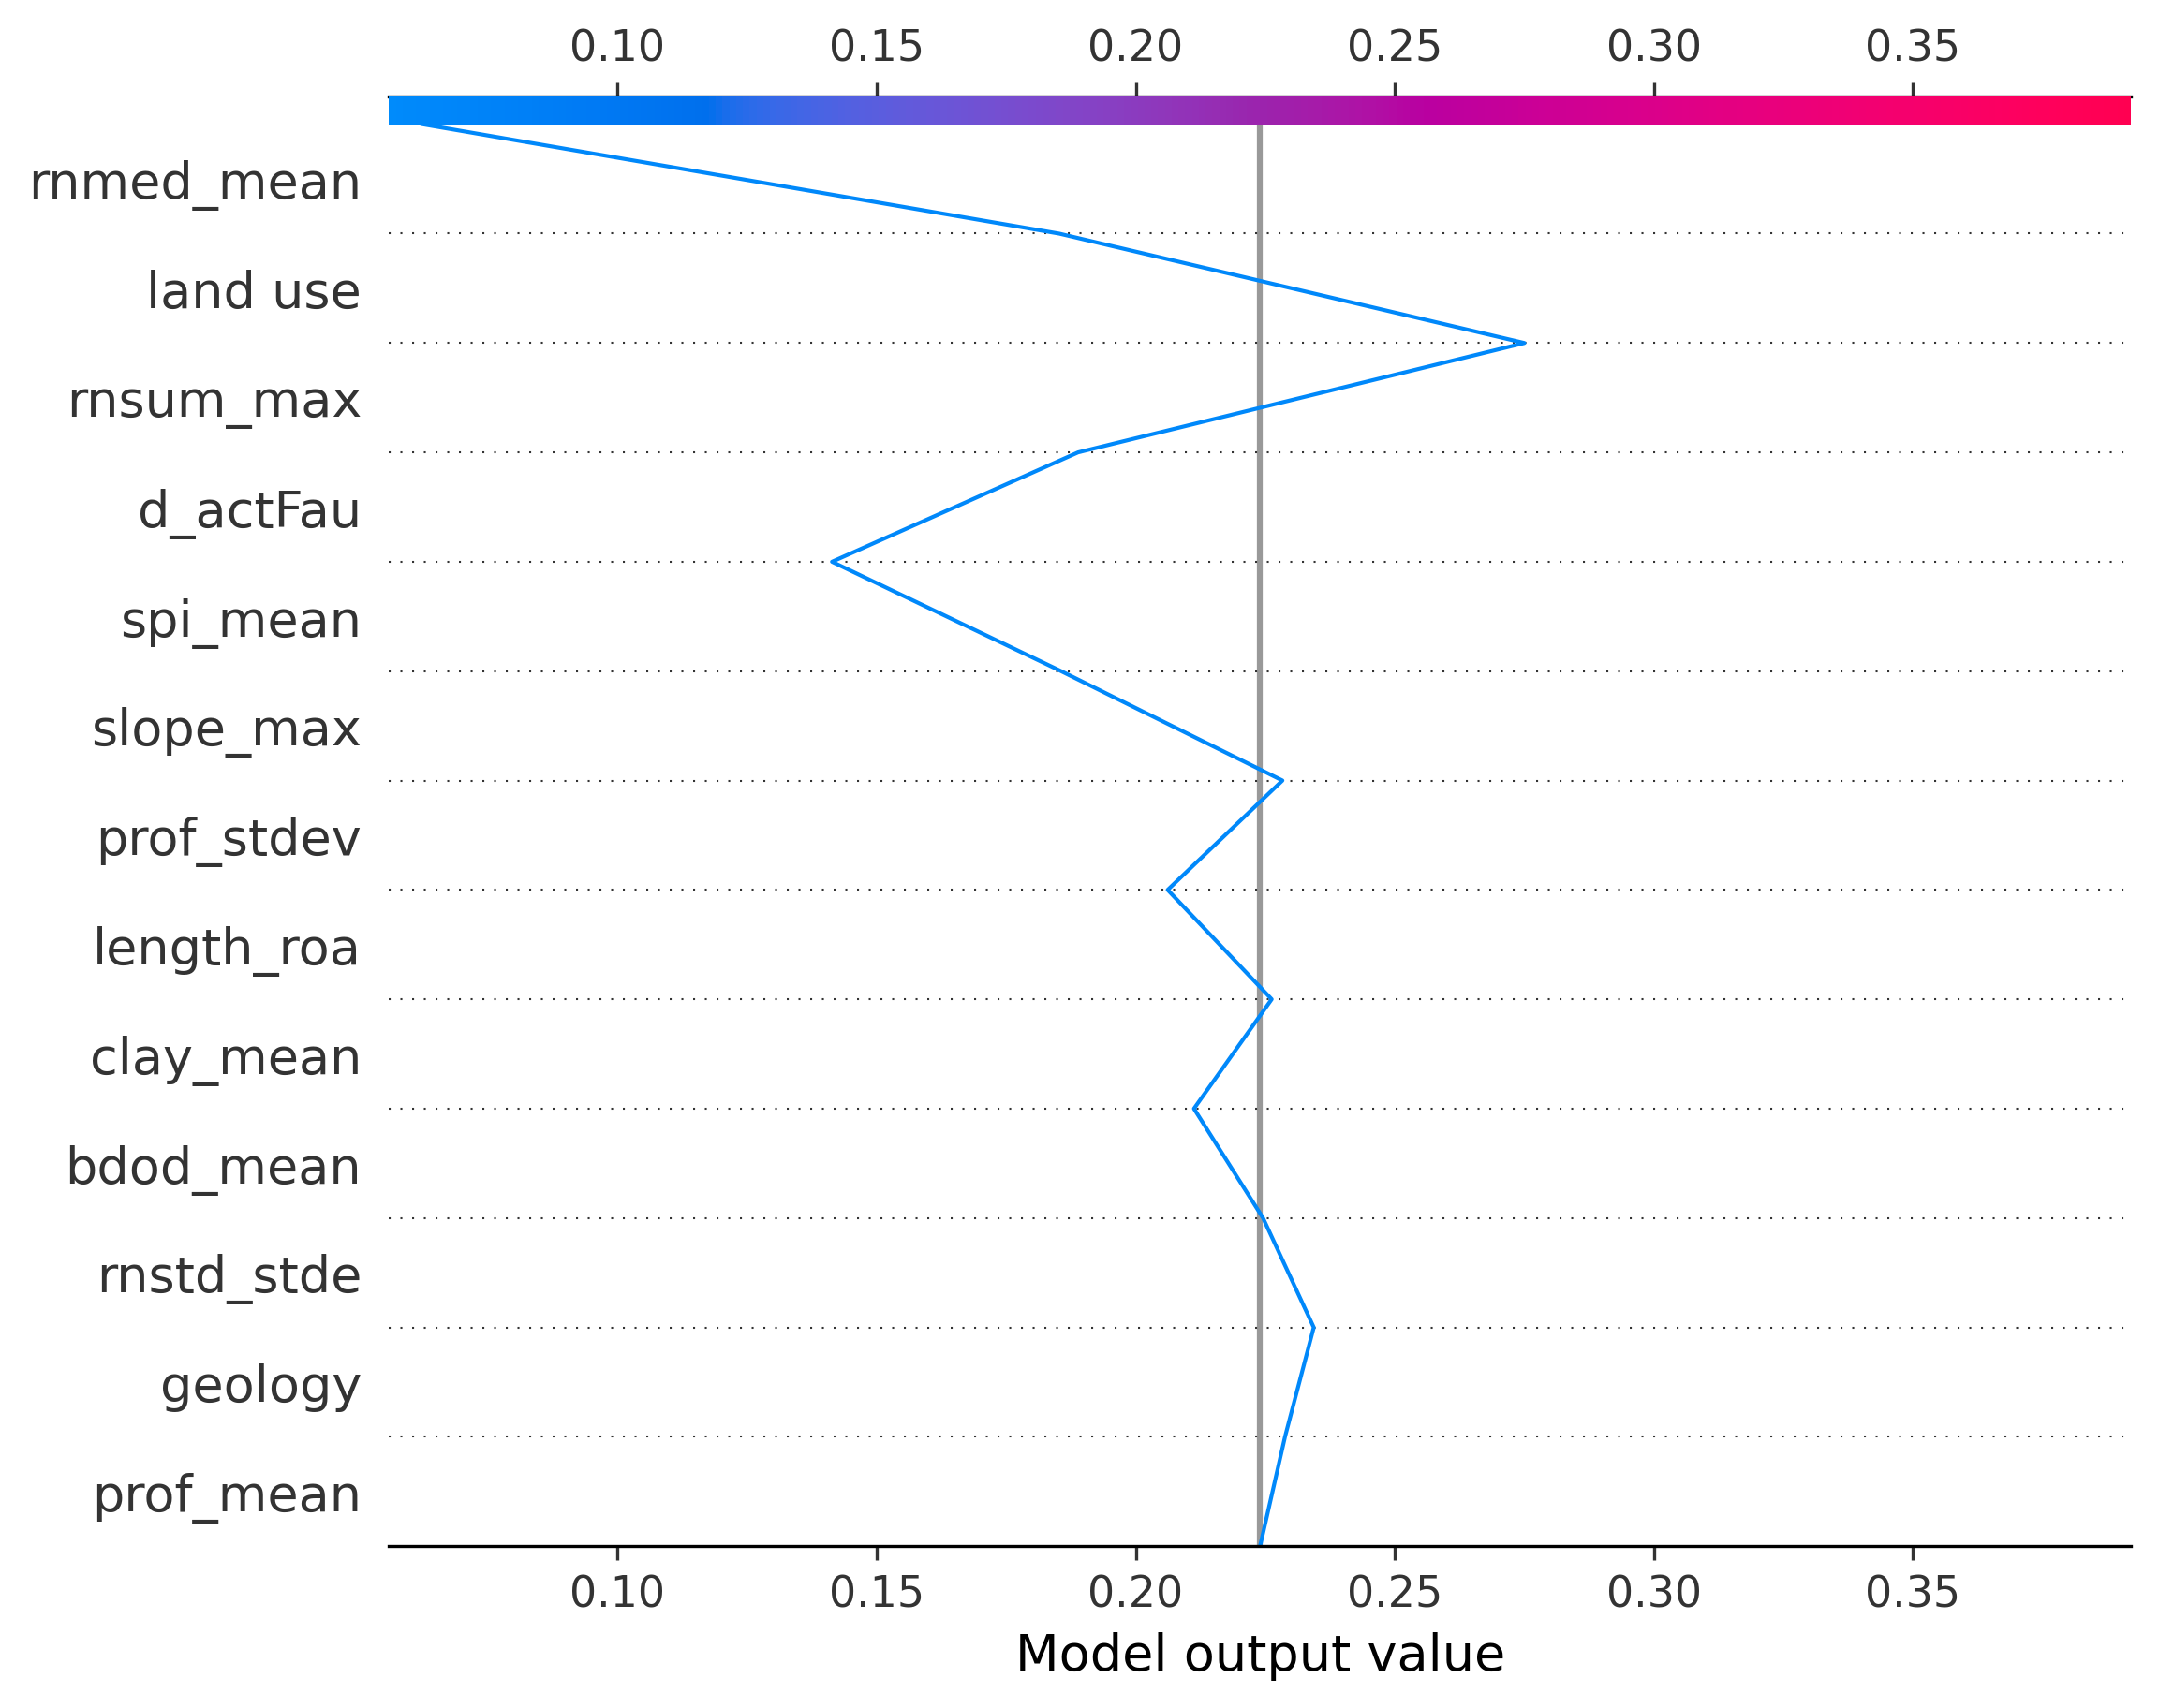 0.10 0.15 0.20 0.25 0.30 0.35
rnmed_mean
land use
rnsum_max
d_actFau
spi_mean
slope_max
prof_stdev
length_roa
clay_mean
bdod_mean
rnstd_stde
geology
prof_mean
0.10 0.15 0.20 0.25 0.30 0.35
Model output value